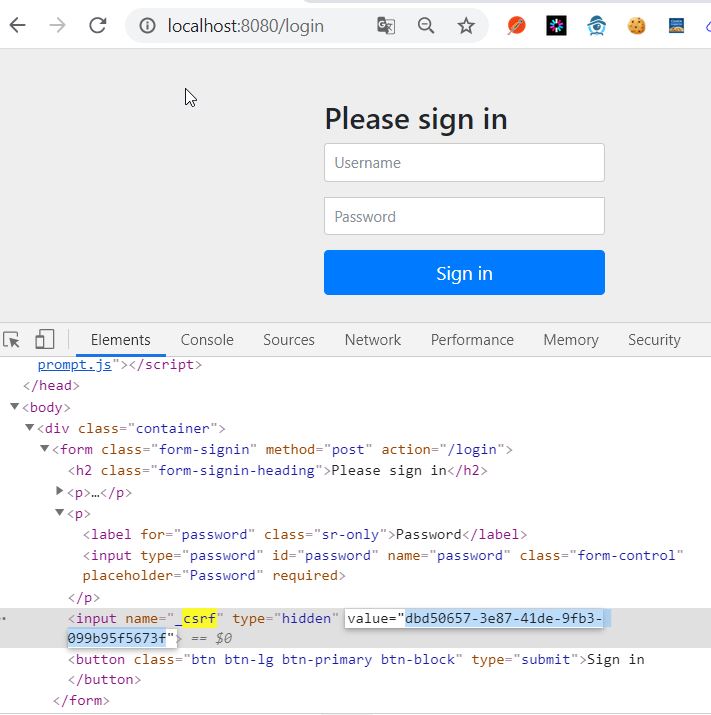 localhost:8080/login
Please sign in
Username
Password
Sign in
Elements Console Sources Network Performance Memory Security
prompt.js"></script>
</head>
<body>
<div class="container">
<form class="form-signin" method="post" action="/login">
<h2 class="form-signin-heading">Please sign in</h2>
<p>…</p>
<p>
<label for="password" class="sr-only">Password</label>
<input type="password" id="password" name="password" class="form-control"
placeholder="Password" required>
</p>
<input name="_csrf" type="hidden" value="dbd50657-3e87-41de-9fb3-
099b95f5673f"> == $0
<button class="btn btn-lg btn-primary btn-block" type="submit">Sign in
</button>
</form>